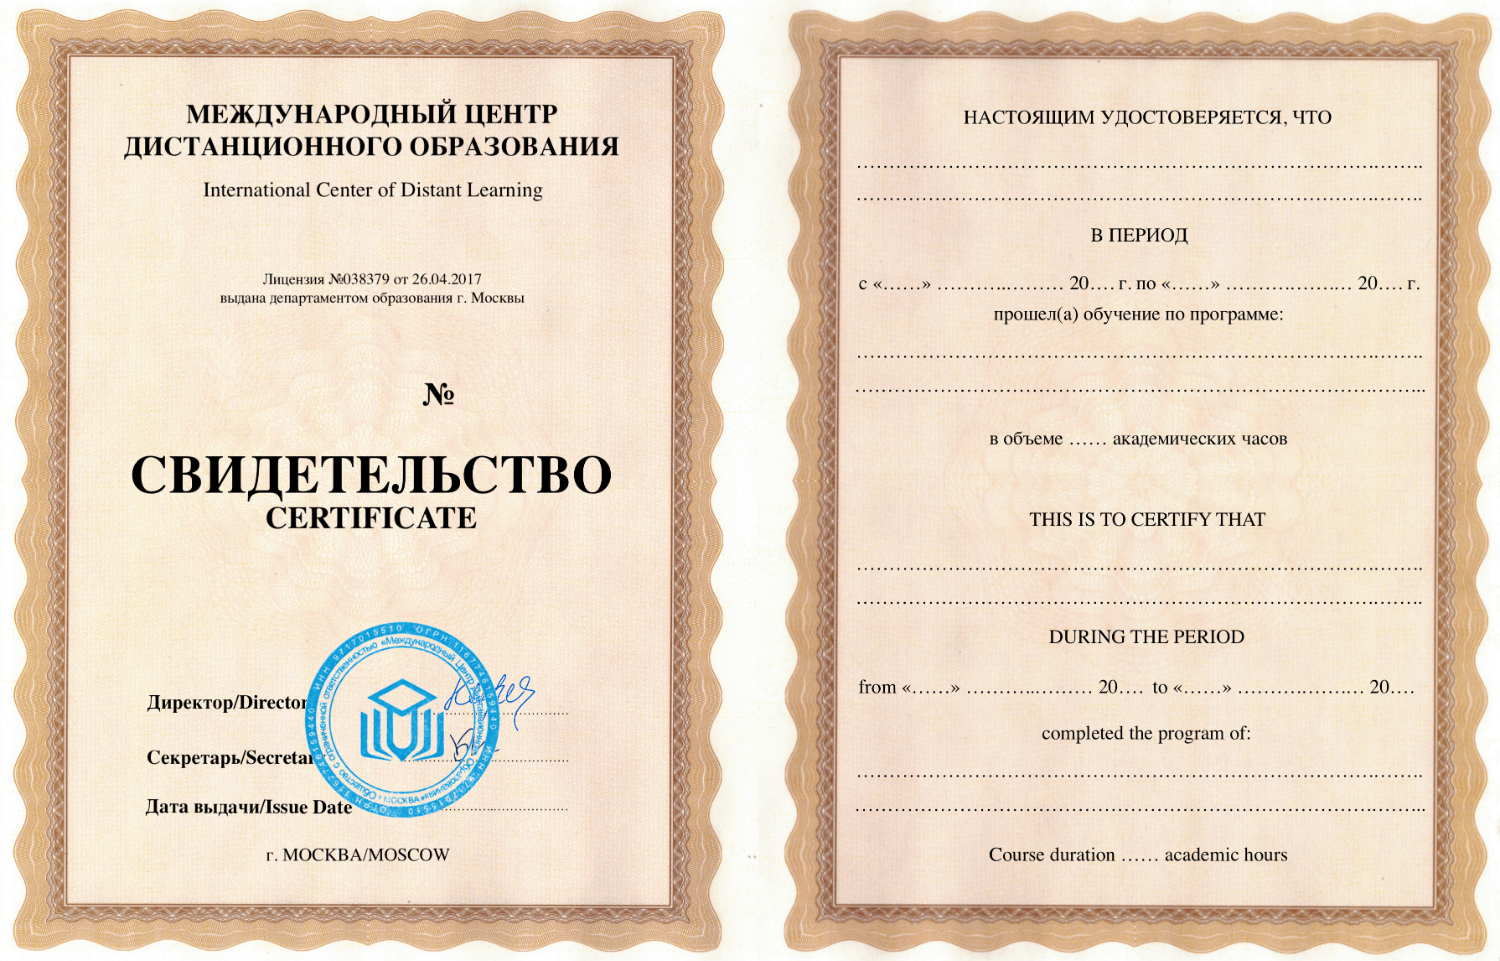 МЕЖДУНАРОДНЫЙ ЦЕНТР
ДИСТАНЦИОННОГО ОБРАЗОВАНИЯ
International Center of Distant Learning
Лицензия №038379 от 26.04.2017
выдана департаментом образования г. Москвы
№
СВИДЕТЕЛЬСТВО
CERTIFICATE
Директор/Director
Секретарь/Secretar
Дата выдачи/Issue Date
г. МОСКВА/MOSCOW
ИНН 9717015510 ОГРН 1167746159440 ИНН 9717015510 ОГРН 1167746159440
Общество с ограниченной ответственностью «Международный Центр Дистанционного Образования» • МОСКВА •
НАСТОЯЩИМ УДОСТОВЕРЯЕТСЯ, ЧТО
В ПЕРИОД
с «......» .................... 20.... г. по «......» .................... 20.... г.
прошел(а) обучение по программе:
в объеме ...... академических часов
THIS IS TO CERTIFY THAT
DURING THE PERIOD
from «......» .................... 20.... to «......» .................... 20....
completed the program of:
Course duration ...... academic hours